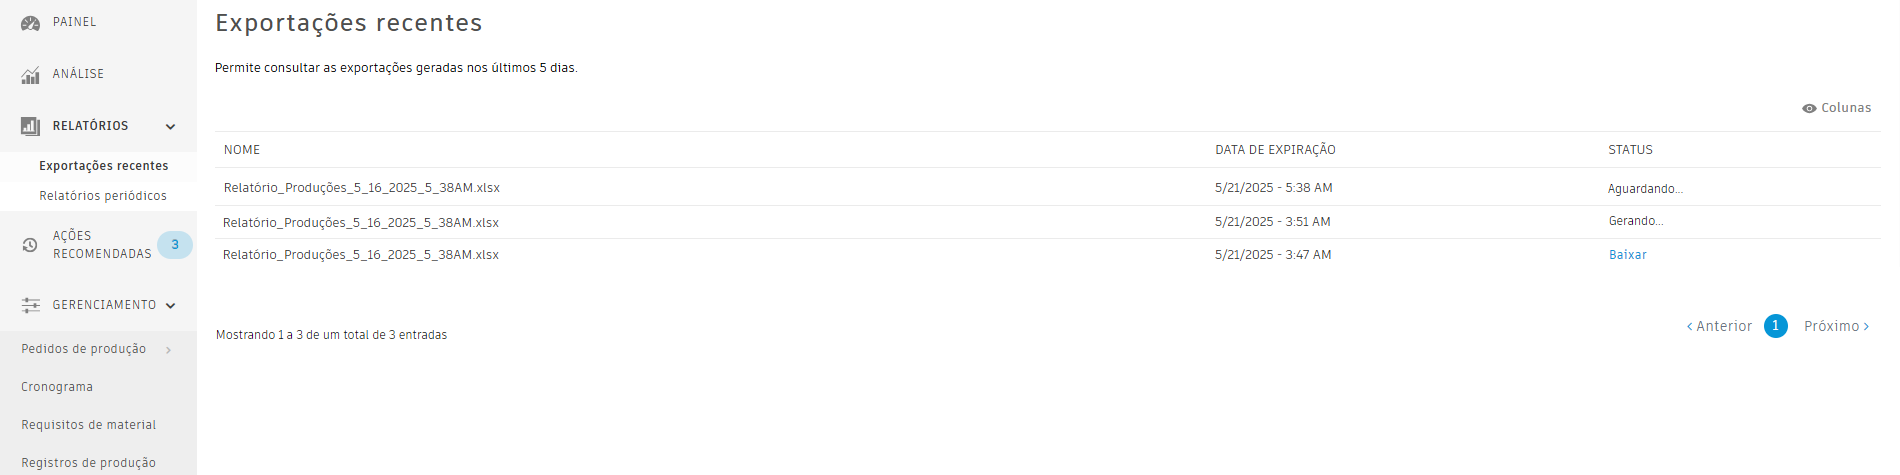 PAINEL
ANÁLISE
RELATÓRIOS
Exportações recentes
Relatórios periódicos
AÇÕES
RECOMENDADAS 3
GERENCIAMENTO
Pedidos de produção
Cronograma
Requisitos de material
Registros de produção
Exportações recentes
Permite consultar as exportações geradas nos últimos 5 dias.
Colunas
NOME DATA DE EXPIRAÇÃO STATUS
Relatório_Produções_5_16_2025_5_38AM.xlsx 5/21/2025 - 5:38 AM Aguardando...
Relatório_Produções_5_16_2025_5_38AM.xlsx 5/21/2025 - 3:51 AM Gerando...
Relatório_Produções_5_16_2025_5_38AM.xlsx 5/21/2025 - 3:47 AM Baixar
Mostrando 1 a 3 de um total de 3 entradas
‹ Anterior 1 Próximo ›